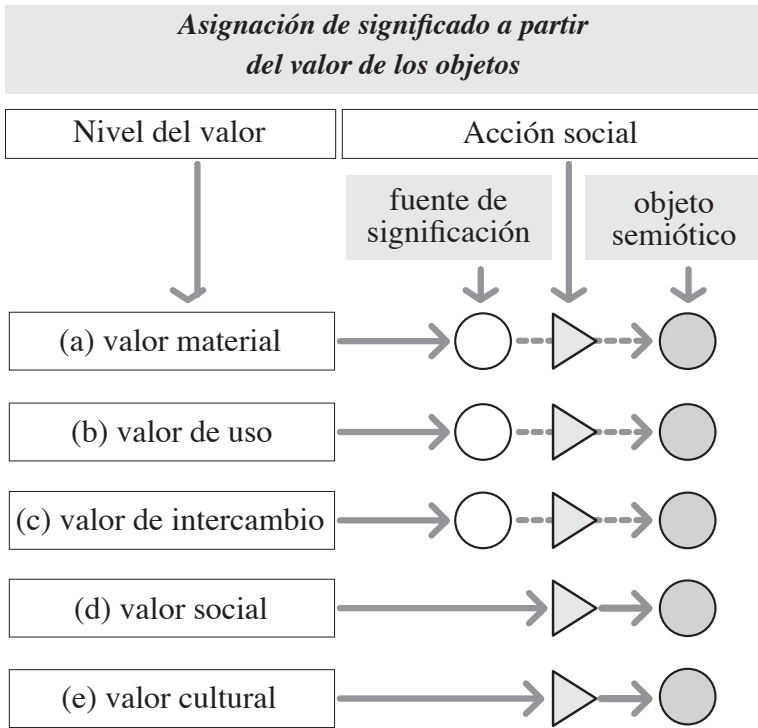 Asignación de significado a partir
del valor de los objetos
Nivel del valor
Acción social
fuente de
significación
objeto
semiótico
(a) valor material
(b) valor de uso
(c) valor de intercambio
(d) valor social
(e) valor cultural